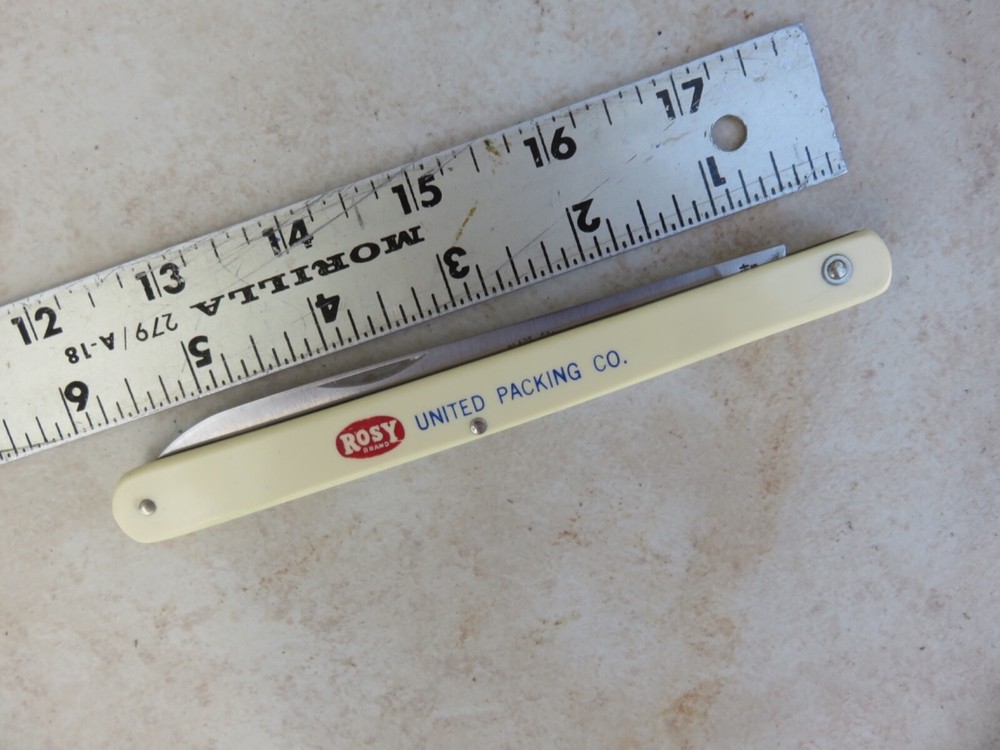 12 13 14 15 16 17
MORILLA
279/A-18
6 5 4 3 2 1
ROSY
BRAND
UNITED PACKING CO.